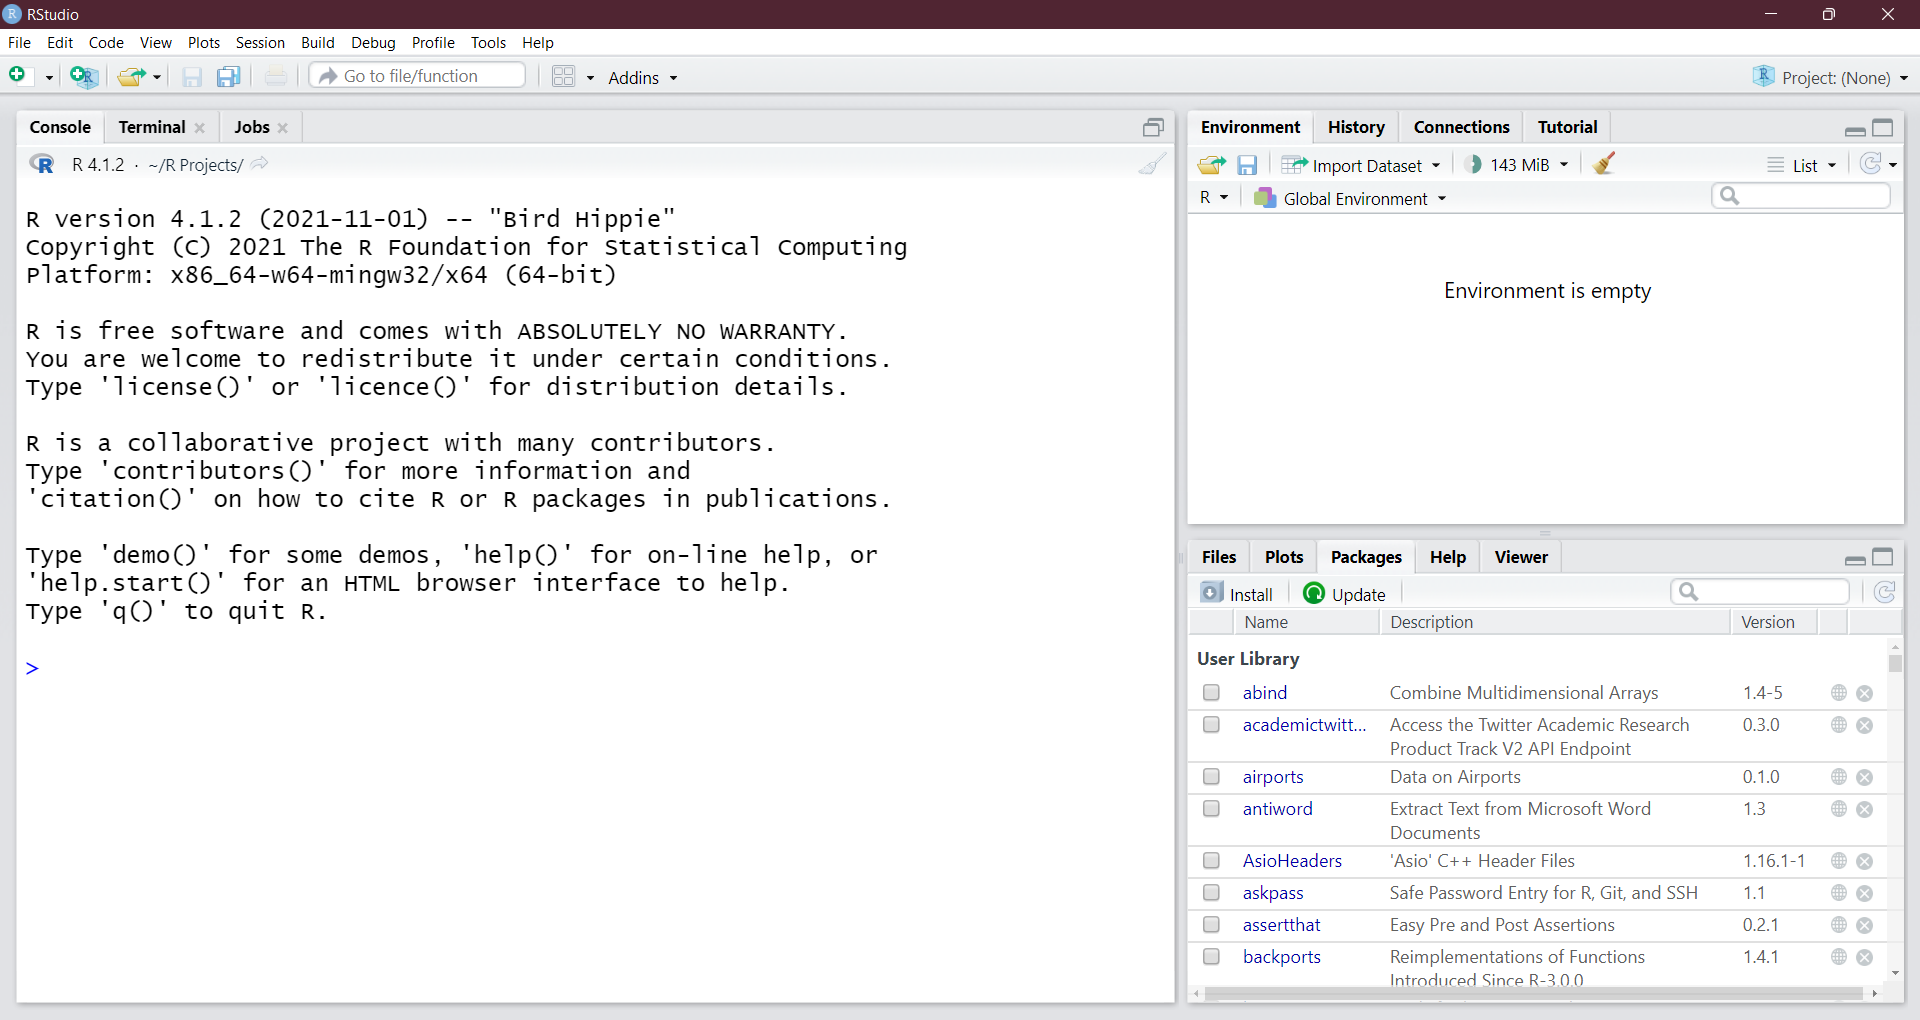 RStudio
File Edit Code View Plots Session Build Debug Profile Tools Help
Go to file/function Addins Project: (None)
Console Terminal Jobs
R 4.1.2 · ~/R Projects/
R version 4.1.2 (2021-11-01) -- "Bird Hippie"
Copyright (C) 2021 The R Foundation for Statistical Computing
Platform: x86_64-w64-mingw32/x64 (64-bit)
R is free software and comes with ABSOLUTELY NO WARRANTY.
You are welcome to redistribute it under certain conditions.
Type 'license()' or 'licence()' for distribution details.
R is a collaborative project with many contributors.
Type 'contributors()' for more information and
'citation()' on how to cite R or R packages in publications.
Type 'demo()' for some demos, 'help()' for on-line help, or
'help.start()' for an HTML browser interface to help.
Type 'q()' to quit R.
>
Environment History Connections Tutorial
Import Dataset 143 MiB List
R Global Environment
Environment is empty
Files Plots Packages Help Viewer
Install Update
Name Description Version
User Library
abind Combine Multidimensional Arrays 1.4-5
academictwitt... Access the Twitter Academic Research 0.3.0
Product Track V2 API Endpoint
airports Data on Airports 0.1.0
antiword Extract Text from Microsoft Word 1.3
Documents
AsioHeaders 'Asio' C++ Header Files 1.16.1-1
askpass Safe Password Entry for R, Git, and SSH 1.1
assertthat Easy Pre and Post Assertions 0.2.1
backports Reimplementations of Functions 1.4.1
Introduced Since R-3.0.0